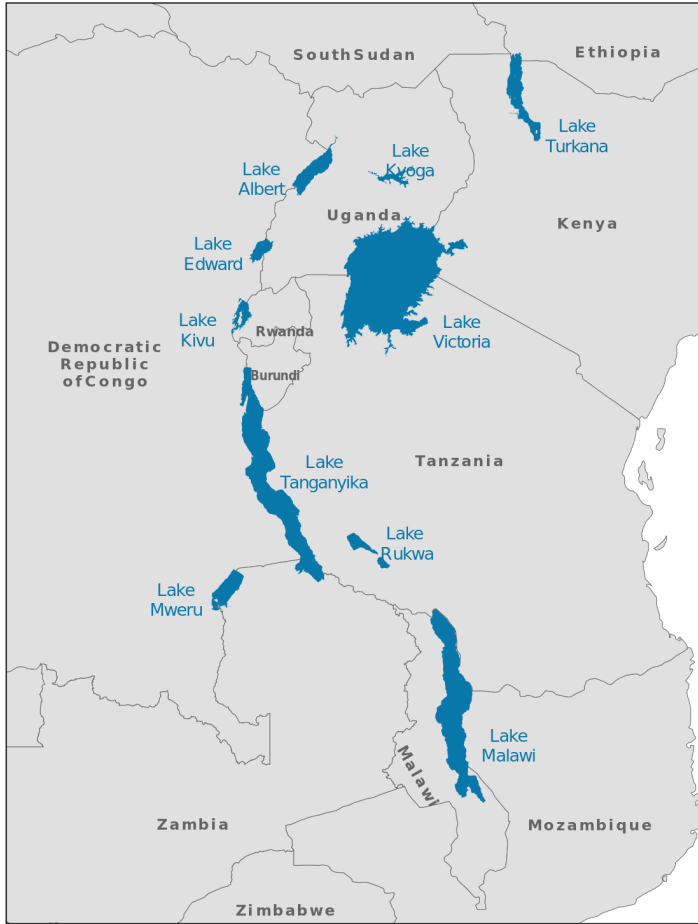 SouthSudan
Ethiopia
Lake
Turkana
Lake
Kyoga
Lake
Albert
Uganda
Kenya
Lake
Edward
Lake
Kivu
Rwanda
Lake
Victoria
Democratic
Republic
ofCongo
Burundi
Lake
Tanganyika
Tanzania
Lake
Rukwa
Lake
Mweru
Lake
Malawi
Malawi
Zambia
Mozambique
Zimbabwe